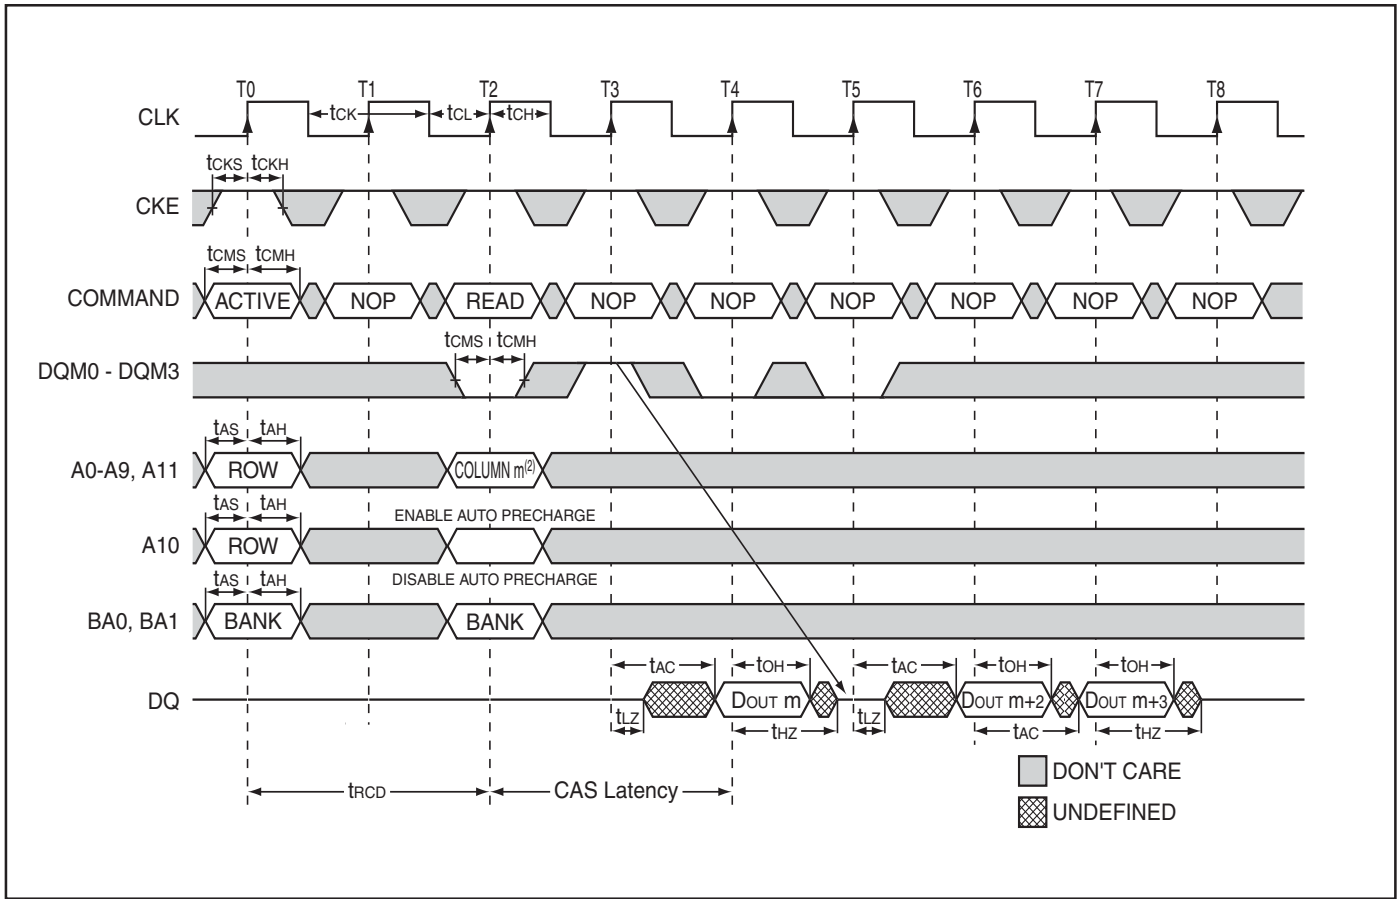 T0 T1 T2 T3 T4 T5 T6 T7 T8
CLK tCK tCL tCH
tCKS tCKH
CKE
tCMS tCMH
COMMAND ACTIVE NOP READ NOP NOP NOP NOP NOP NOP
tCMS tCMH
DQM0 - DQM3
tAS tAH
A0-A9, A11 ROW COLUMN m(2)
tAS tAH ENABLE AUTO PRECHARGE
A10 ROW
tAS tAH DISABLE AUTO PRECHARGE
BA0, BA1 BANK BANK
tAC tOH tAC tOH tOH
DQ DOUT m DOUT m+2 DOUT m+3
tLZ tHZ tLZ tAC tHZ
DON'T CARE
tRCD CAS Latency
UNDEFINED